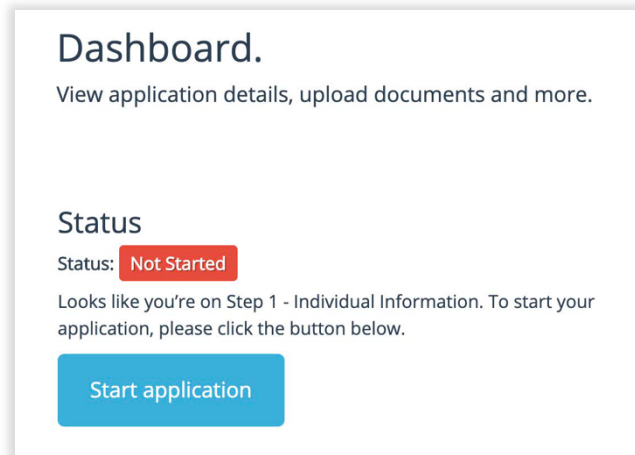 Dashboard.
View application details, upload documents and more.
Status
Status: Not Started
Looks like you’re on Step 1 - Individual Information. To start your
application, please click the button below.
Start application